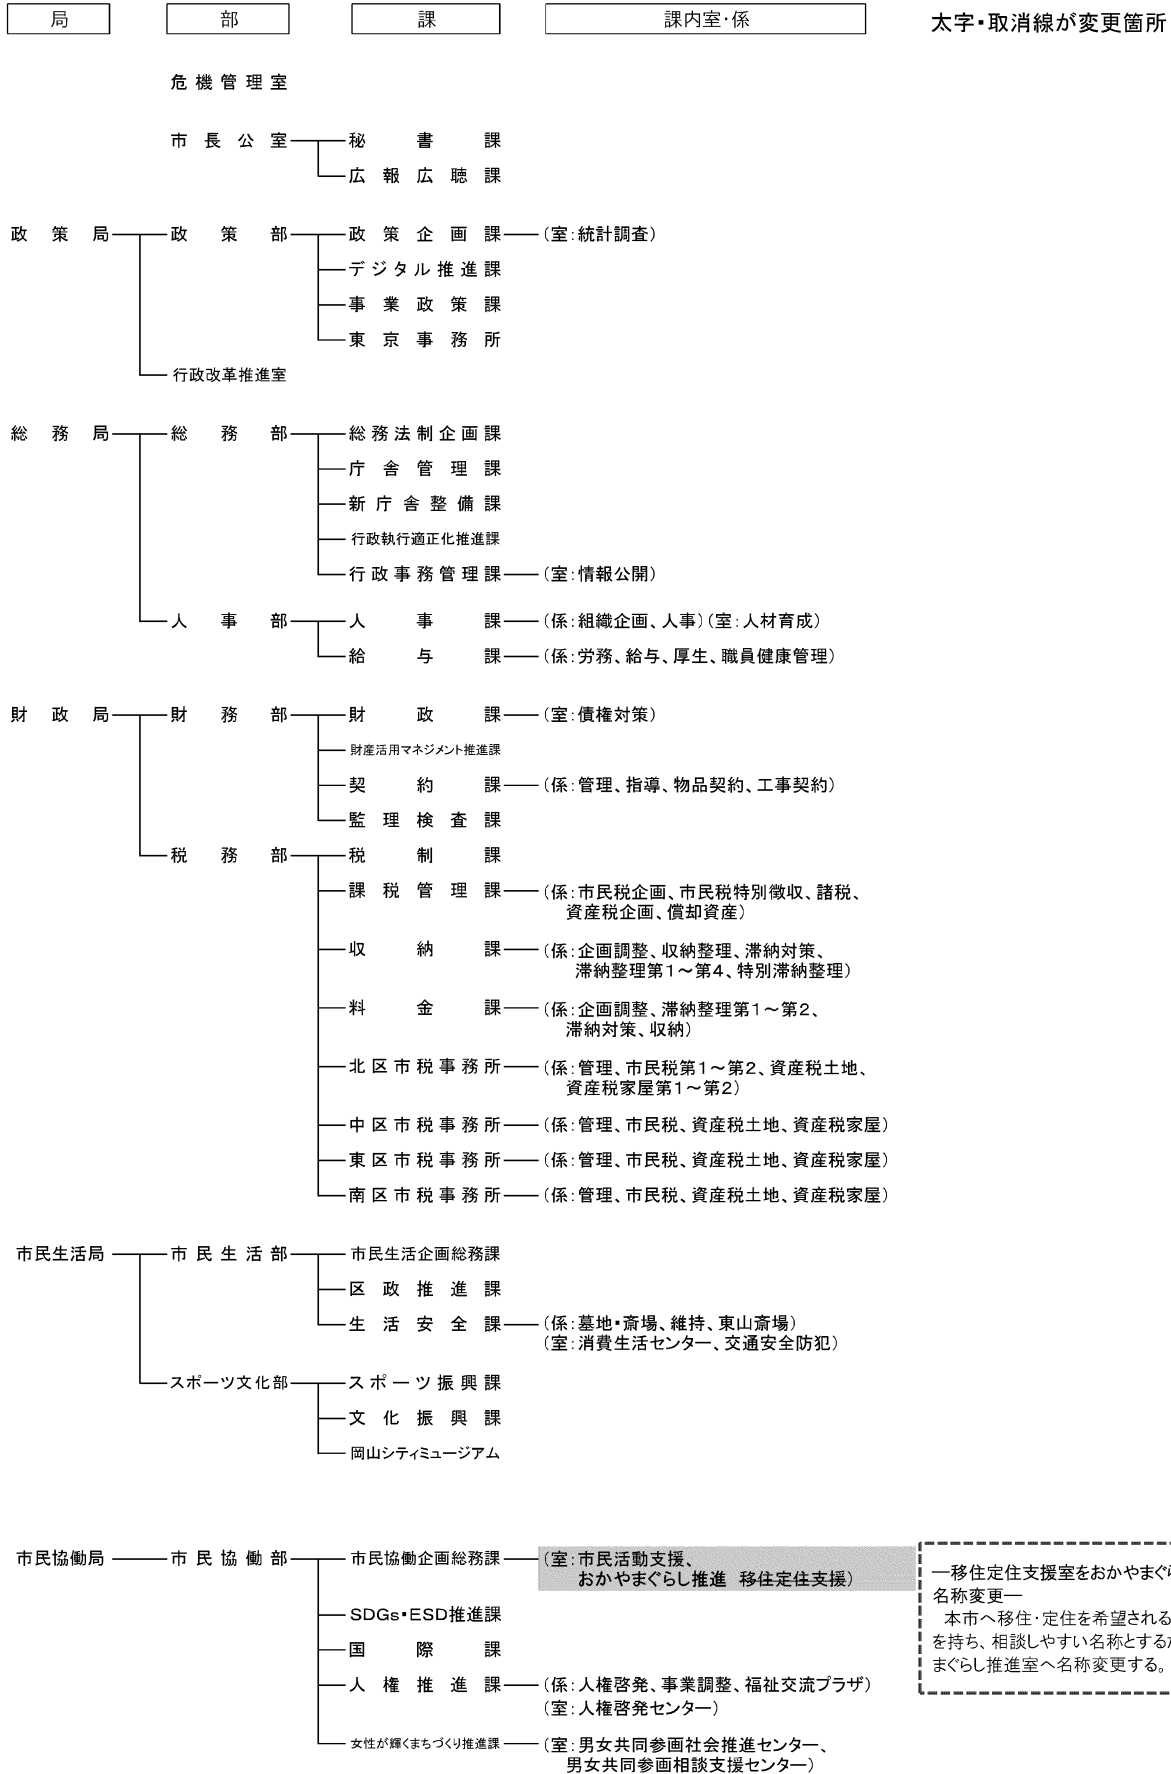 局 部 課 課内室・係 太字・取消線が変更箇所
危機管理室
市長公室 秘書課
広報広聴課
政策局 政策部 政策企画課 (室:統計調査)
デジタル推進課
事業政策課
東京事務所
行政改革推進室
総務局 総務部 総務法制企画課
庁舎管理課
新庁舎整備課
行政執行適正化推進課
行政事務管理課 (室:情報公開)
人事部 人事課 (係:組織企画、人事)(室:人材育成)
給与課 (係:労務、給与、厚生、職員健康管理)
財政局 財務部 財政課 (室:債権対策)
財産活用マネジメント推進課
契約課 (係:管理、指導、物品契約、工事契約)
監理検査課
税務部 税制課
課税管理課 (係:市民税企画、市民税特別徴収、諸税、
資産税企画、償却資産)
収納課 (係:企画調整、収納整理、滞納対策、
滞納整理第1~第4、特別滞納整理)
料金課 (係:企画調整、滞納整理第1~第2、
滞納対策、収納)
北区市税事務所 (係:管理、市民税第1~第2、資産税土地、
資産税家屋第1~第2)
中区市税事務所 (係:管理、市民税、資産税土地、資産税家屋)
東区市税事務所 (係:管理、市民税、資産税土地、資産税家屋)
南区市税事務所 (係:管理、市民税、資産税土地、資産税家屋)
市民生活局 市民生活部 市民生活企画総務課
区政推進課
生活安全課 (係:墓地・斎場、維持、東山斎場)
(室:消費生活センター、交通安全防犯)
スポーツ文化部 スポーツ振興課
文化振興課
岡山シティミュージアム
市民協働局 市民協働部 市民協働企画総務課 (室:市民活動支援、
おかやまぐらし推進 移住定住支援)
―移住定住支援室をおかやまぐら
名称変更―
本市へ移住・定住を希望される
を持ち、相談しやすい名称とするた
まぐらし推進室へ名称変更する。
SDGs・ESD推進課
国際課
人権推進課 (係:人権啓発、事業調整、福祉交流プラザ)
(室:人権啓発センター)
女性が輝くまちづくり推進課 (室:男女共同参画社会推進センター、
男女共同参画相談支援センター)